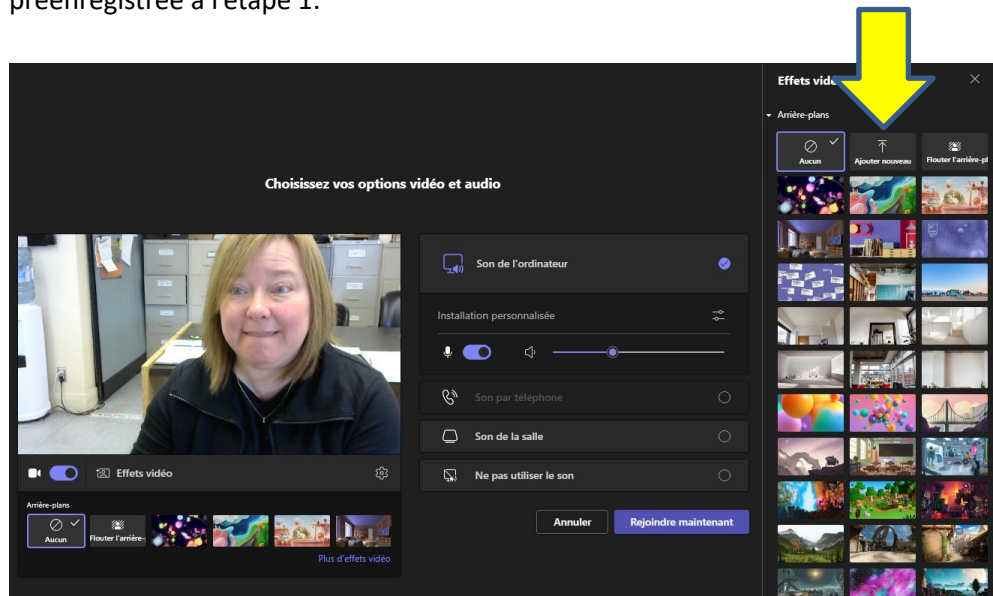 préenregistrée à l'étape 1.
Effets vidé
Arrière-plans
Aucun
Ajouter nouveau
Flouter l'arrière-pl
Choisissez vos options vidéo et audio
Son de l'ordinateur
Installation personnalisée
Son par téléphone
Son de la salle
Effets vidéo
Ne pas utiliser le son
Arrière-plans
Aucun
Flouter l'arrière-
Annuler
Rejoindre maintenant
Plus d'effets vidéo